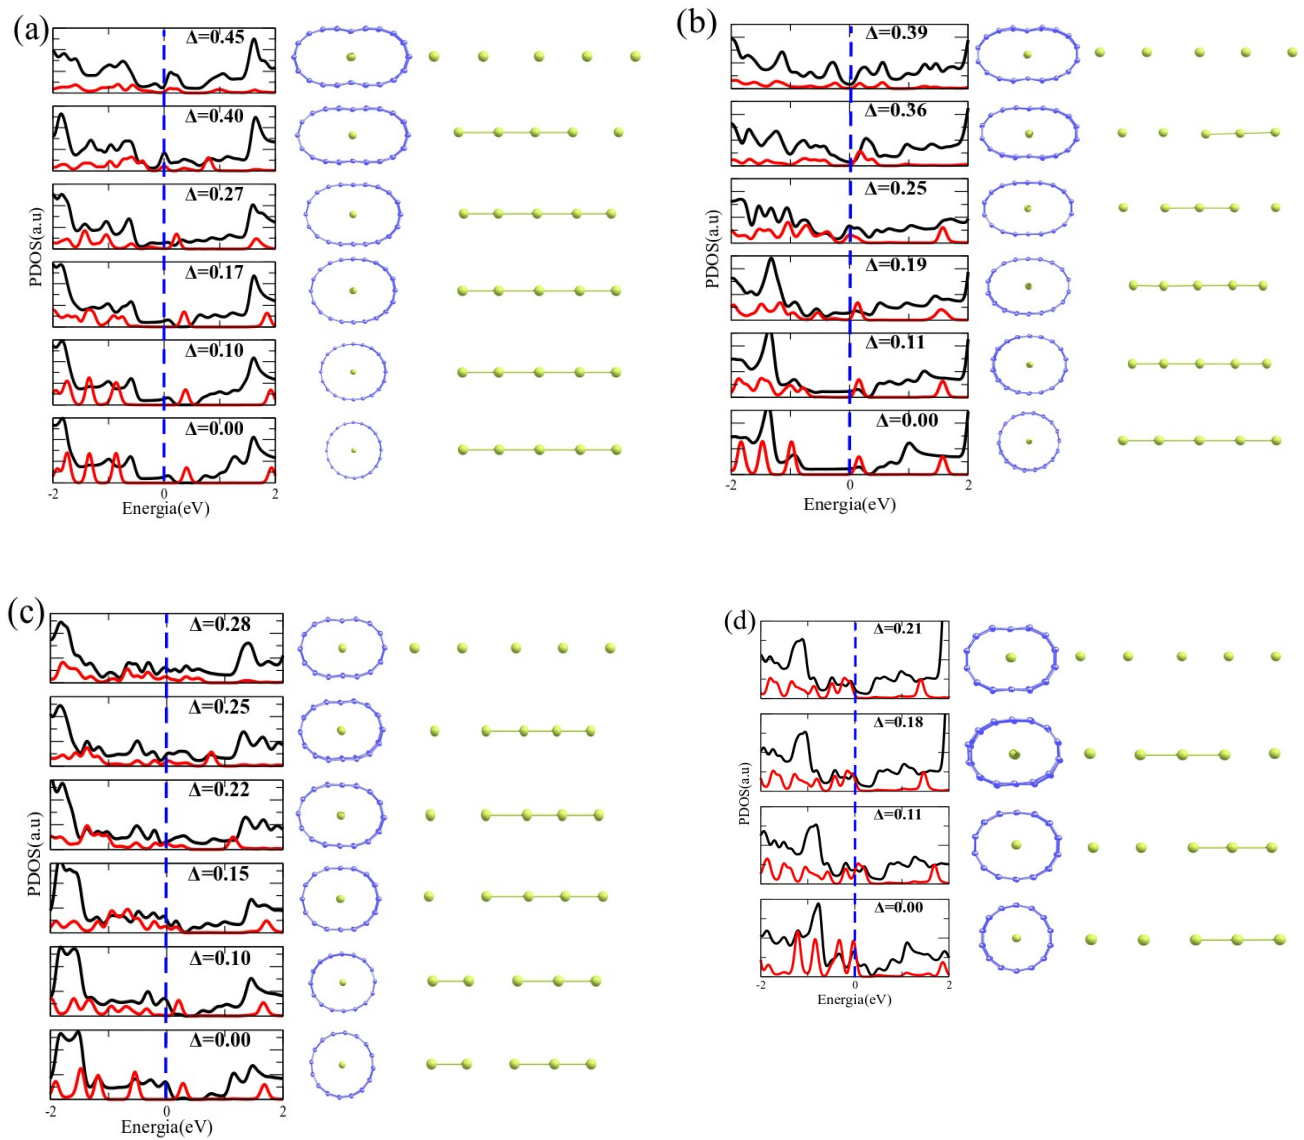 (a)
Δ=0.45
Δ=0.40
Δ=0.27
Δ=0.17
Δ=0.10
Δ=0.00
PDOS(a.u)
-2 0 2
Energia(eV)
(b)
Δ=0.39
Δ=0.36
Δ=0.25
Δ=0.19
Δ=0.11
Δ=0.00
PDOS(a.u)
-2 0 2
Energia(eV)
(c)
Δ=0.28
Δ=0.25
Δ=0.22
Δ=0.15
Δ=0.10
Δ=0.00
PDOS(a.u)
-2 0 2
Energia(eV)
(d)
Δ=0.21
Δ=0.18
Δ=0.11
Δ=0.00
PDOS(a.u)
-2 0 2
Energia(eV)